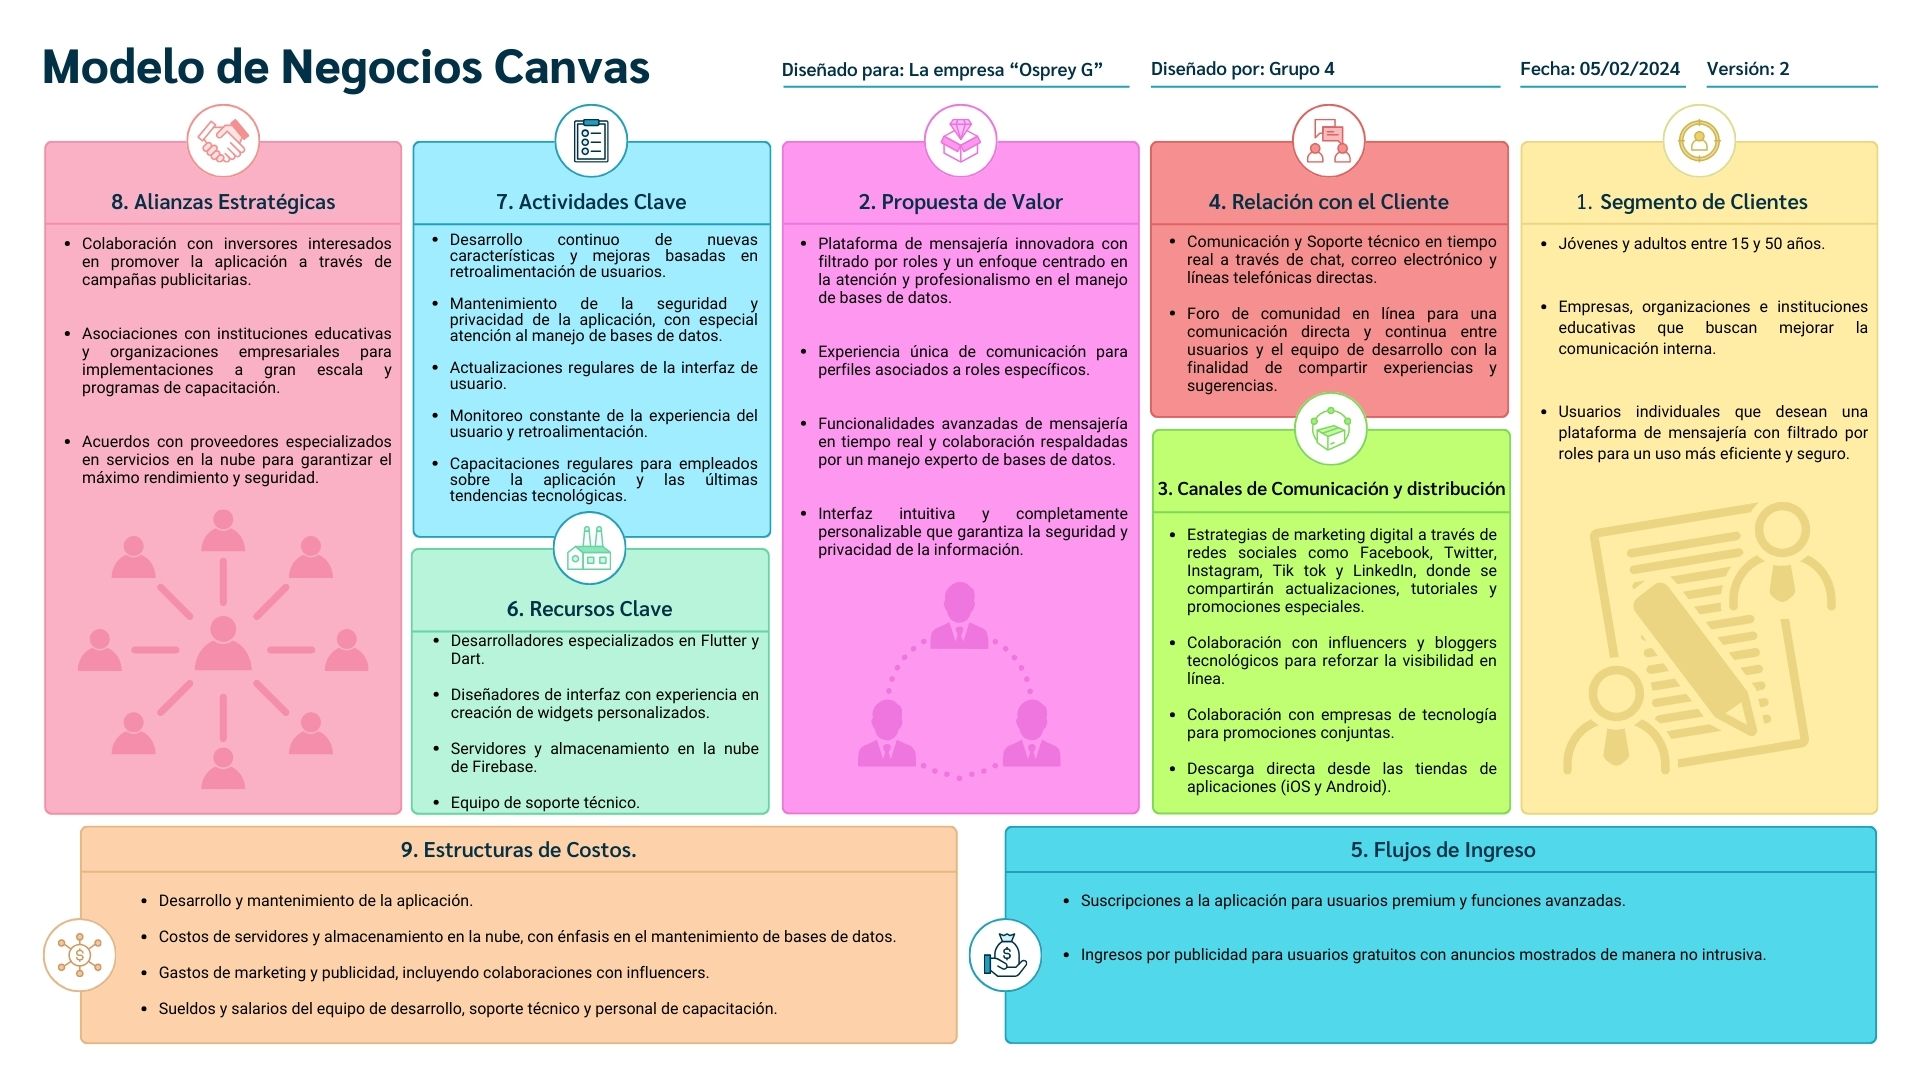 Modelo de Negocios Canvas
Diseñado para: La empresa “Osprey G”
Diseñado por: Grupo 4
Fecha: 05/02/2024
Versión: 2
8. Alianzas Estratégicas
• Colaboración con inversores interesados
en promover la aplicación a través de
campañas publicitarias.
• Asociaciones con instituciones educativas
y organizaciones empresariales para
implementaciones a gran escala y
programas de capacitación.
• Acuerdos con proveedores especializados
en servicios en la nube para garantizar el
máximo rendimiento y seguridad.
7. Actividades Clave
• Desarrollo continuo de nuevas
características y mejoras basadas en
retroalimentación de usuarios.
• Mantenimiento de la seguridad y
privacidad de la aplicación, con especial
atención al manejo de bases de datos.
• Actualizaciones regulares de la interfaz de
usuario.
• Monitoreo constante de la experiencia del
usuario y retroalimentación.
• Capacitaciones regulares para empleados
sobre la aplicación y las últimas
tendencias tecnológicas.
6. Recursos Clave
• Desarrolladores especializados en Flutter y
Dart.
• Diseñadores de interfaz con experiencia en
creación de widgets personalizados.
• Servidores y almacenamiento en la nube
de Firebase.
• Equipo de soporte técnico.
2. Propuesta de Valor
• Plataforma de mensajería innovadora con
filtrado por roles y un enfoque centrado en
la atención y profesionalismo en el manejo
de bases de datos.
• Experiencia única de comunicación para
perfiles asociados a roles específicos.
• Funcionalidades avanzadas de mensajería
en tiempo real y colaboración respaldadas
por un manejo experto de bases de datos.
• Interfaz intuitiva y completamente
personalizable que garantiza la seguridad y
privacidad de la información.
4. Relación con el Cliente
• Comunicación y Soporte técnico en tiempo
real a través de chat, correo electrónico y
líneas telefónicas directas.
• Foro de comunidad en línea para una
comunicación directa y continua entre
usuarios y el equipo de desarrollo con la
finalidad de compartir experiencias y
sugerencias.
3. Canales de Comunicación y distribución
• Estrategias de marketing digital a través de
redes sociales como Facebook, Twitter,
Instagram, Tik tok y LinkedIn, donde se
compartirán actualizaciones, tutoriales y
promociones especiales.
• Colaboración con influencers y bloggers
tecnológicos para reforzar la visibilidad en
línea.
• Colaboración con empresas de tecnología
para promociones conjuntas.
• Descarga directa desde las tiendas de
aplicaciones (iOS y Android).
1. Segmento de Clientes
• Jóvenes y adultos entre 15 y 50 años.
• Empresas, organizaciones e instituciones
educativas que buscan mejorar la
comunicación interna.
• Usuarios individuales que desean una
plataforma de mensajería con filtrado por
roles para un uso más eficiente y seguro.
9. Estructuras de Costos.
• Desarrollo y mantenimiento de la aplicación.
• Costos de servidores y almacenamiento en la nube, con énfasis en el mantenimiento de bases de datos.
• Gastos de marketing y publicidad, incluyendo colaboraciones con influencers.
• Sueldos y salarios del equipo de desarrollo, soporte técnico y personal de capacitación.
5. Flujos de Ingreso
• Suscripciones a la aplicación para usuarios premium y funciones avanzadas.
• Ingresos por publicidad para usuarios gratuitos con anuncios mostrados de manera no intrusiva.